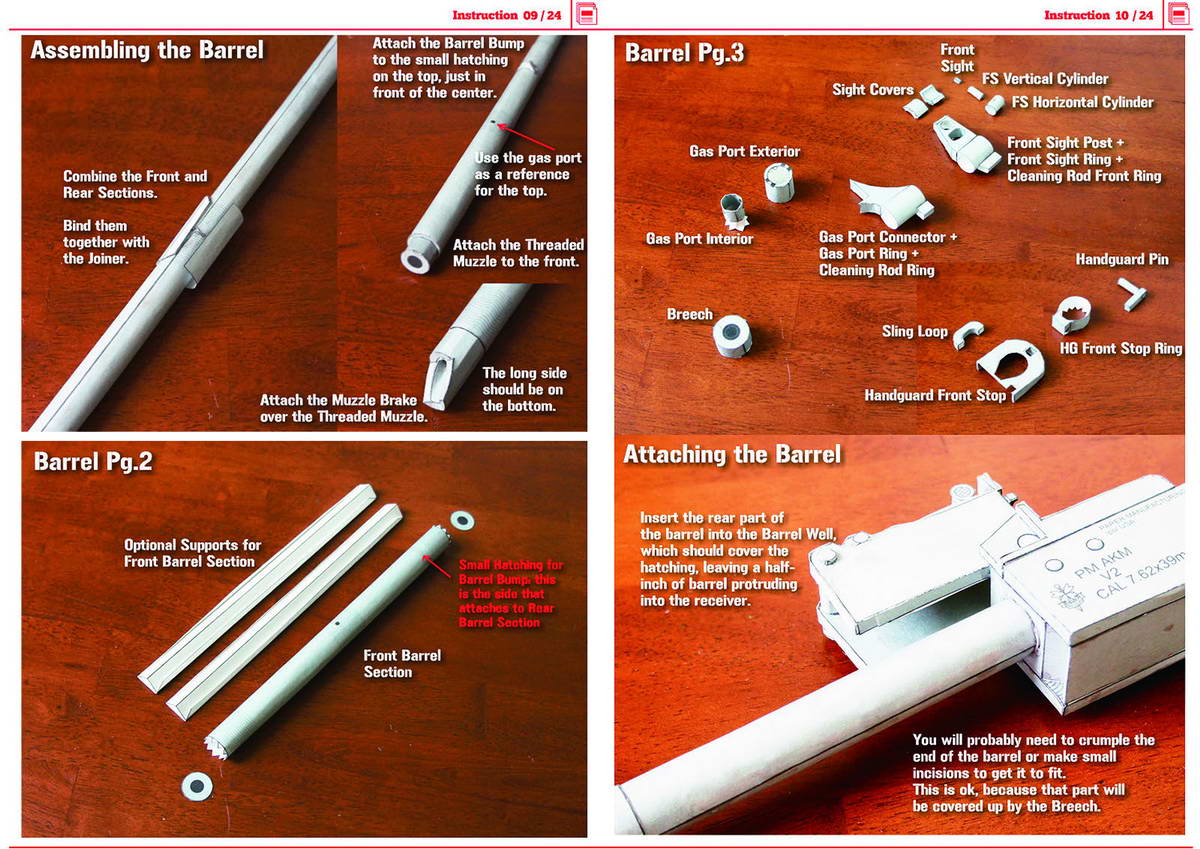 Instruction 09 / 24
Assembling the Barrel
Combine the Front and
Rear Sections.
Bind them
together with
the Joiner.
Attach the Barrel Bump
to the small hatching
on the top, just in
front of the center.
Use the gas port
as a reference
for the top.
Attach the Threaded
Muzzle to the front.
Attach the Muzzle Brake
over the Threaded Muzzle.
The long side
should be on
the bottom.
Barrel Pg.2
Optional Supports for
Front Barrel Section
Small Hatching for
Barrel Bump, this
is the side that
attaches to Rear
Barrel Section
Front Barrel
Section
Instruction 10 / 24
Barrel Pg.3
Front
Sight
Sight Covers
FS Vertical Cylinder
FS Horizontal Cylinder
Front Sight Post +
Front Sight Ring +
Cleaning Rod Front Ring
Gas Port Exterior
Gas Port Interior
Gas Port Connector +
Gas Port Ring +
Cleaning Rod Ring
Handguard Pin
Breech
Sling Loop
HG Front Stop Ring
Handguard Front Stop
Attaching the Barrel
Insert the rear part of
the barrel into the Barrel Well,
which should cover the
hatching, leaving a half-
inch of barrel protruding
into the receiver.
PAPER MANUFACTURING
USA
PM AKM
V2
CAL 7.62x39m
You will probably need to crumple the
end of the barrel or make small
incisions to get it to fit.
This is ok, because that part will
be covered up by the Breech.